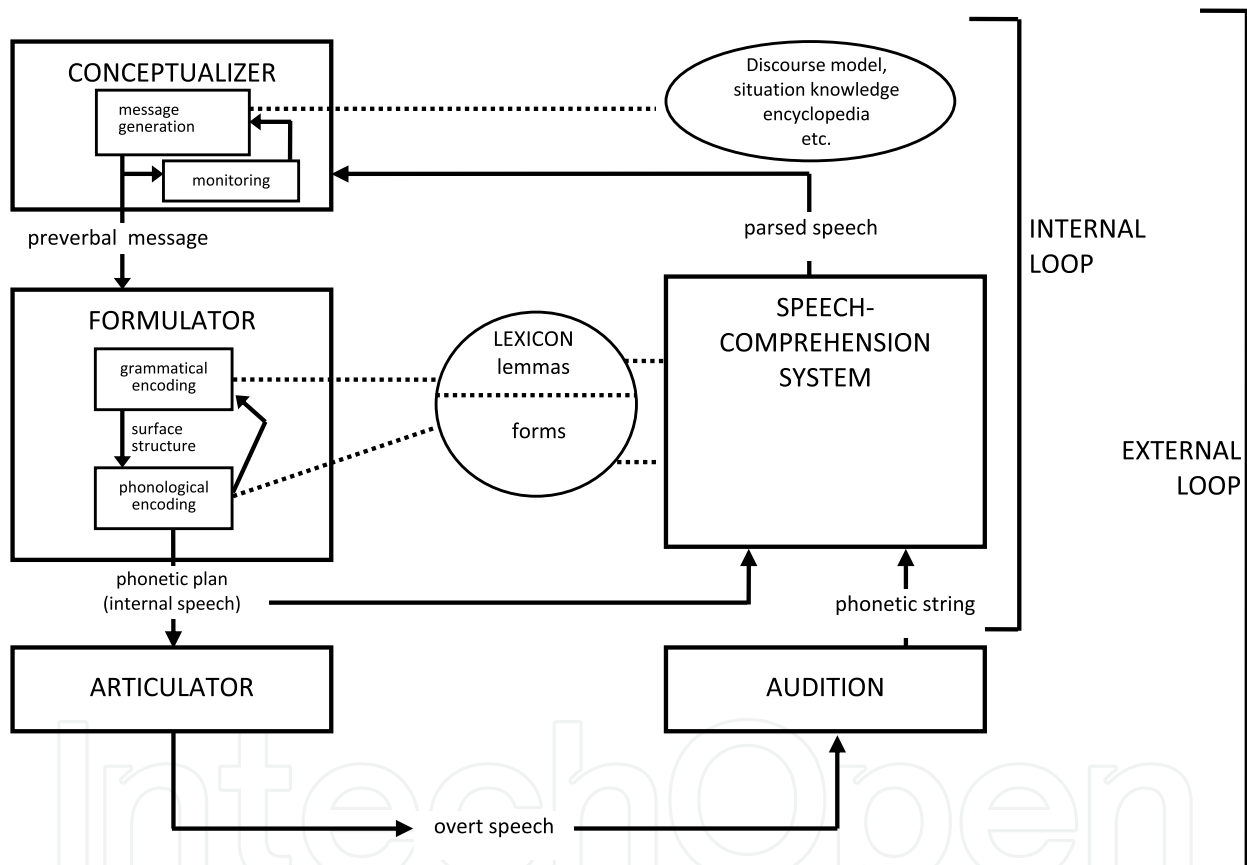 CONCEPTUALIZER
message
generation
monitoring
Discourse model,
situation knowledge
encyclopedia
etc.
preverbal message
parsed speech
INTERNAL
LOOP
FORMULATOR
grammatical
encoding
surface
structure
phonological
encoding
LEXICON
lemmas
forms
SPEECH-
COMPREHENSION
SYSTEM
EXTERNAL
LOOP
phonetic plan
(internal speech)
phonetic string
ARTICULATOR
AUDITION
overt speech
IntechOpen